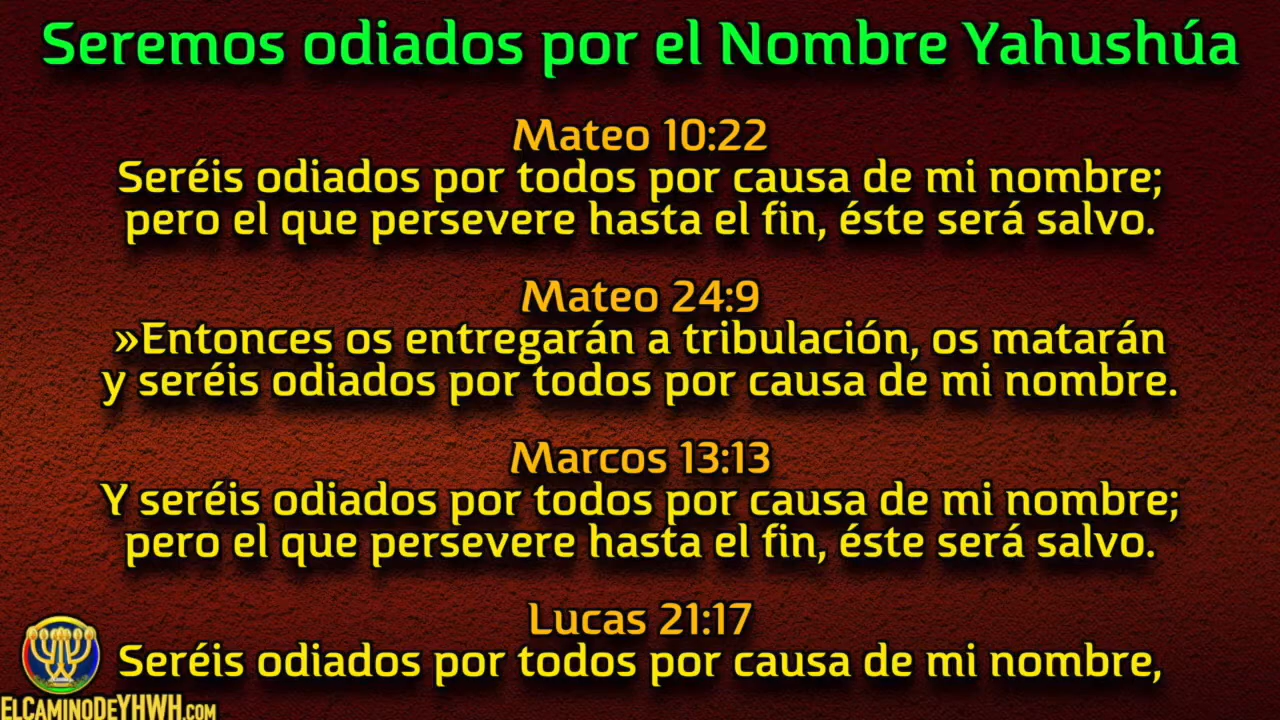 Seremos odiados por el Nombre Yahushúa
Mateo 10:22
Seréis odiados por todos por causa de mi nombre;
pero el que persevere hasta el fin, éste será salvo.
Mateo 24:9
»Entonces os entregarán a tribulación, os matarán
y seréis odiados por todos por causa de mi nombre.
Marcos 13:13
Y seréis odiados por todos por causa de mi nombre;
pero el que persevere hasta el fin, éste será salvo.
Lucas 21:17
Seréis odiados por todos por causa de mi nombre,
ELCAMINODEYHWH.COM